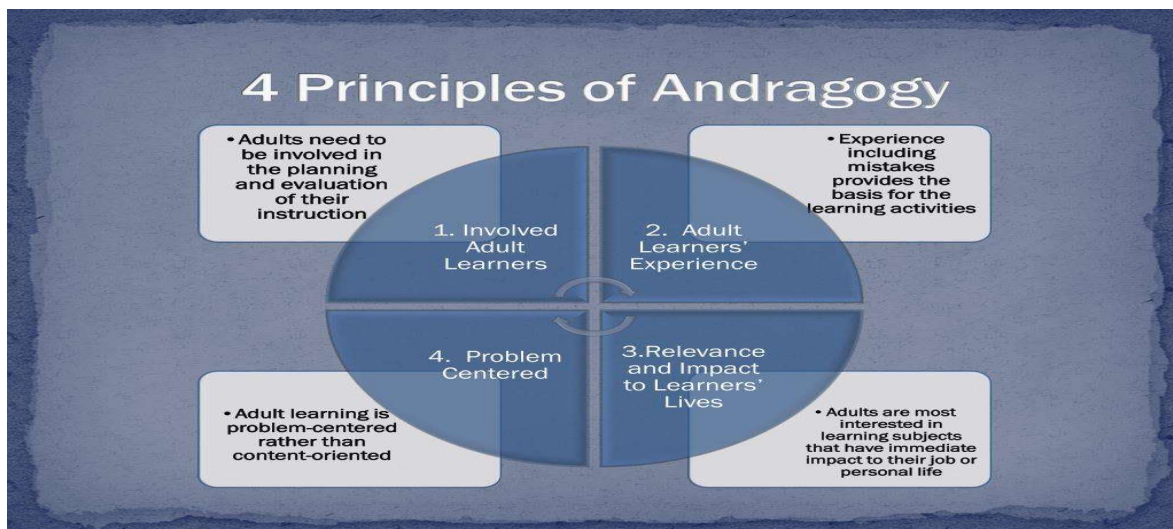 4 Principles of Andragogy
• Adults need to
be involved in
the planning
and evaluation
of their
instruction
1. Involved
Adult
Learners
• Experience
including
mistakes
provides the
basis for the
learning activities
2. Adult
Learners'
Experience
3.Relevance
and Impact
to Learners'
Lives
• Adults are most
interested in
learning subjects
that have immediate
impact to their job or
personal life
4. Problem
Centered
• Adult learning is
problem-centered
rather than
content-oriented